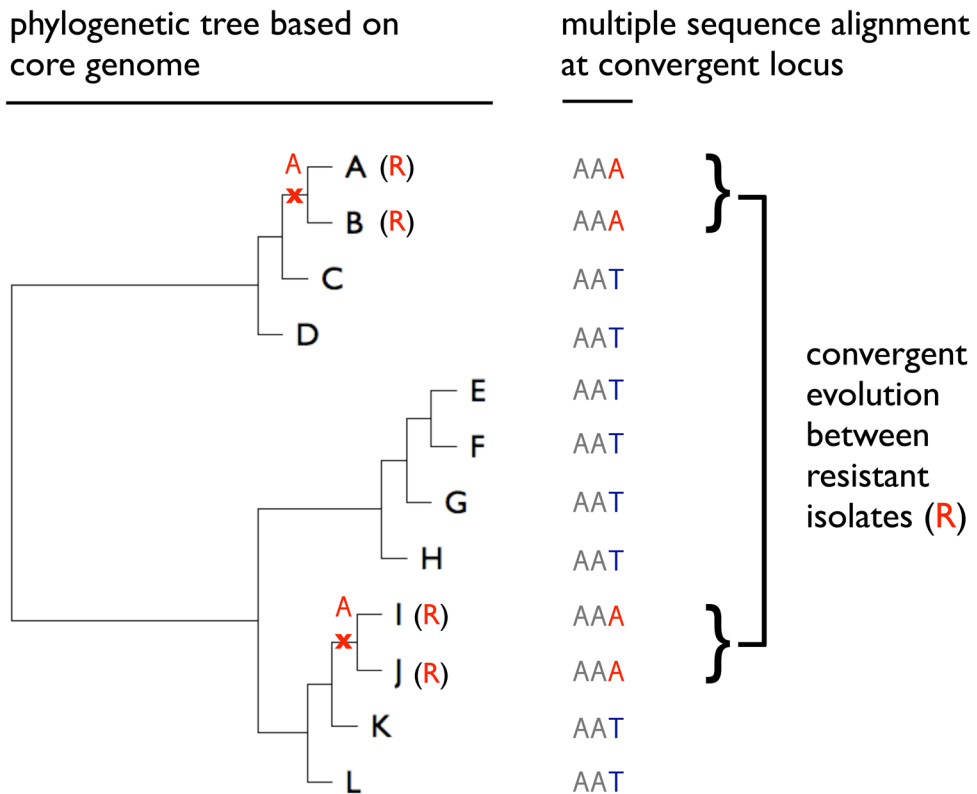 phylogenetic tree based on
core genome
multiple sequence alignment
at convergent locus
A
A (R) AAA
B (R) AAA
C AAT
D AAT
E AAT
F AAT
G AAT
H AAT
A
I (R) AAA
J (R) AAA
K AAT
L AAT
convergent
evolution
between
resistant
isolates (R)